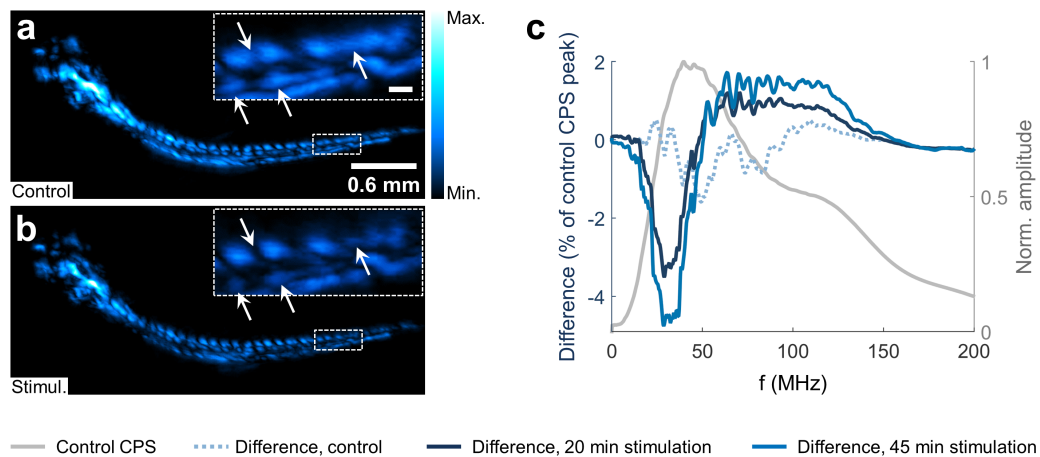 a
Max.
Min.
0.6 mm
Control
b
Stimul.
c
Difference (% of control CPS peak)
2
0
-2
-4
1
0.5
0
Norm. amplitude
0
50
100
150
200
f (MHz)
Control CPS
Difference, control
Difference, 20 min stimulation
Difference, 45 min stimulation